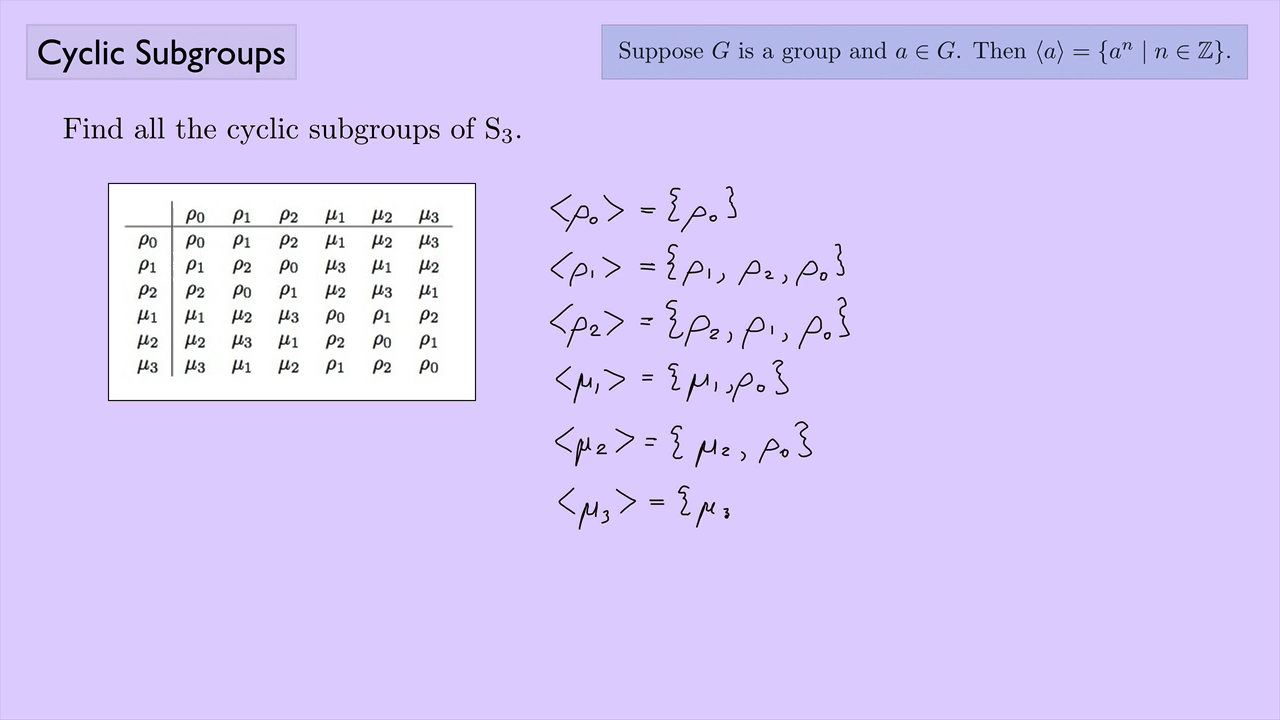 Cyclic Subgroups
Suppose G is a group and a ∈ G. Then ⟨a⟩ = {aⁿ | n ∈ ℤ}.
Find all the cyclic subgroups of S₃.
ρ₀ ρ₁ ρ₂ μ₁ μ₂ μ₃
ρ₀ ρ₀ ρ₁ ρ₂ μ₁ μ₂ μ₃
ρ₁ ρ₁ ρ₂ ρ₀ μ₃ μ₁ μ₂
ρ₂ ρ₂ ρ₀ ρ₁ μ₂ μ₃ μ₁
μ₁ μ₁ μ₂ μ₃ ρ₀ ρ₁ ρ₂
μ₂ μ₂ μ₃ μ₁ ρ₂ ρ₀ ρ₁
μ₃ μ₃ μ₁ μ₂ ρ₁ ρ₂ ρ₀
<ρ₀> = {ρ₀}
<ρ₁> = {ρ₁, ρ₂, ρ₀}
<ρ₂> = {ρ₂, ρ₁, ρ₀}
<μ₁> = {μ₁, ρ₀}
<μ₂> = {μ₂, ρ₀}
<μ₃> = {μ₃